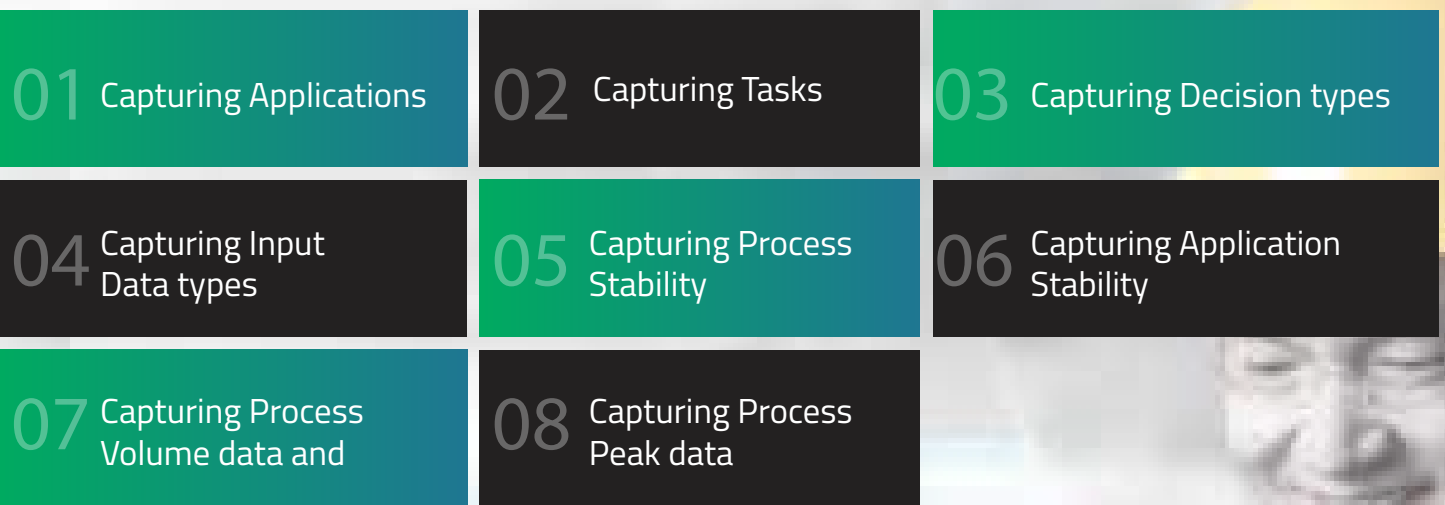 01 Capturing Applications
02 Capturing Tasks
03 Capturing Decision types
04 Capturing Input
Data types
05 Capturing Process
Stability
06 Capturing Application
Stability
07 Capturing Process
Volume data and
08 Capturing Process
Peak data